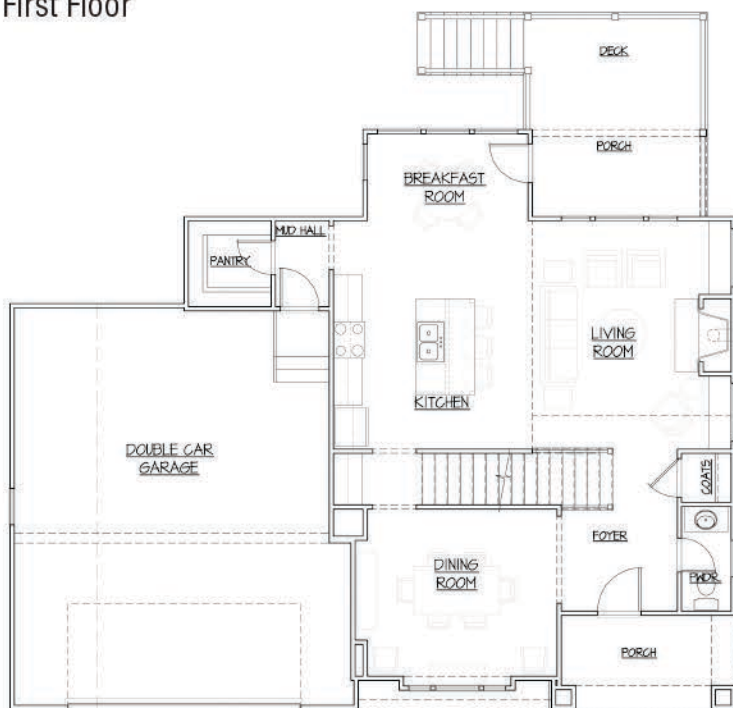 First Floor
DECK
PORCH
BREAKFAST
ROOM
MUD HALL
PANTRY
LIVING
ROOM
KITCHEN
DOUBLE CAR
GARAGE
COATS
FOYER
DINING
ROOM
PWDR.
PORCH